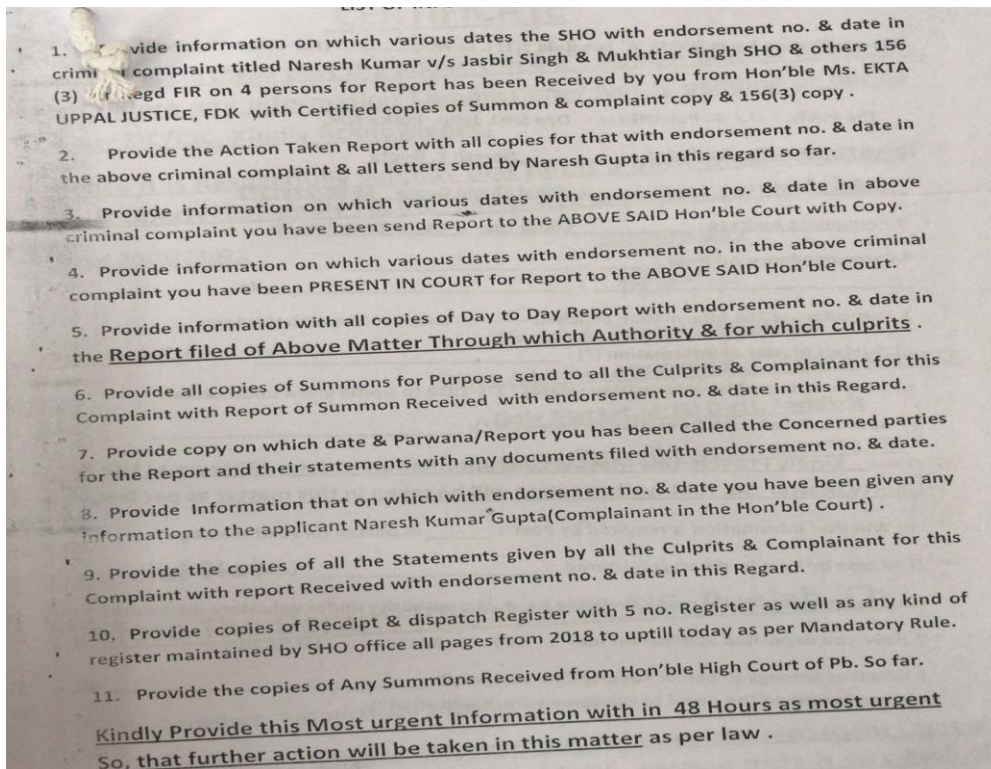 1. vide information on which various dates the SHO with endorsement no. & date in
complaint titled Naresh Kumar v/s Jasbir Singh & Mukhtiar Singh SHO & others 156
(3) egd FIR on 4 persons for Report has been Received by you from Hon'ble Ms. EKTA
UPPAL JUSTICE, FDK with Certified copies of Summon & complaint copy & 156(3) copy .
2. Provide the Action Taken Report with all copies for that with endorsement no. & date in
the above criminal complaint & all Letters send by Naresh Gupta in this regard so far.
3. Provide information on which various dates with endorsement no. & date in above
criminal complaint you have been send Report to the ABOVE SAID Hon'ble Court with Copy.
4. Provide information on which various dates with endorsement no. in the above criminal
complaint you have been PRESENT IN COURT for Report to the ABOVE SAID Hon'ble Court.
5. Provide information with all copies of Day to Day Report with endorsement no. & date in
the Report filed of Above Matter Through which Authority & for which culprits .
6. Provide all copies of Summons for Purpose send to all the Culprits & Complainant for this
Complaint with Report of Summon Received with endorsement no. & date in this Regard.
7. Provide copy on which date & Parwana/Report you has been Called the Concerned parties
for the Report and their statements with any documents filed with endorsement no. & date.
8. Provide Information that on which with endorsement no. & date you have been given any
information to the applicant Naresh Kumar Gupta(Complainant in the Hon'ble Court) .
9. Provide the copies of all the Statements given by all the Culprits & Complainant for this
Complaint with report Received with endorsement no. & date in this Regard.
10, Provide copies of Receipt & dispatch Register with 5 no. Register as well as any kind of
register maintained by SHO office all pages from 2018 to uptill today as per Mandatory Rule.
11. Provide the copies of Any Summons Received from Hon'ble High Court of Pb. So far.
Kindly Provide this Most urgent Information with in 48 Hours as most urgent
So, that further action will be taken in this matter as per law .